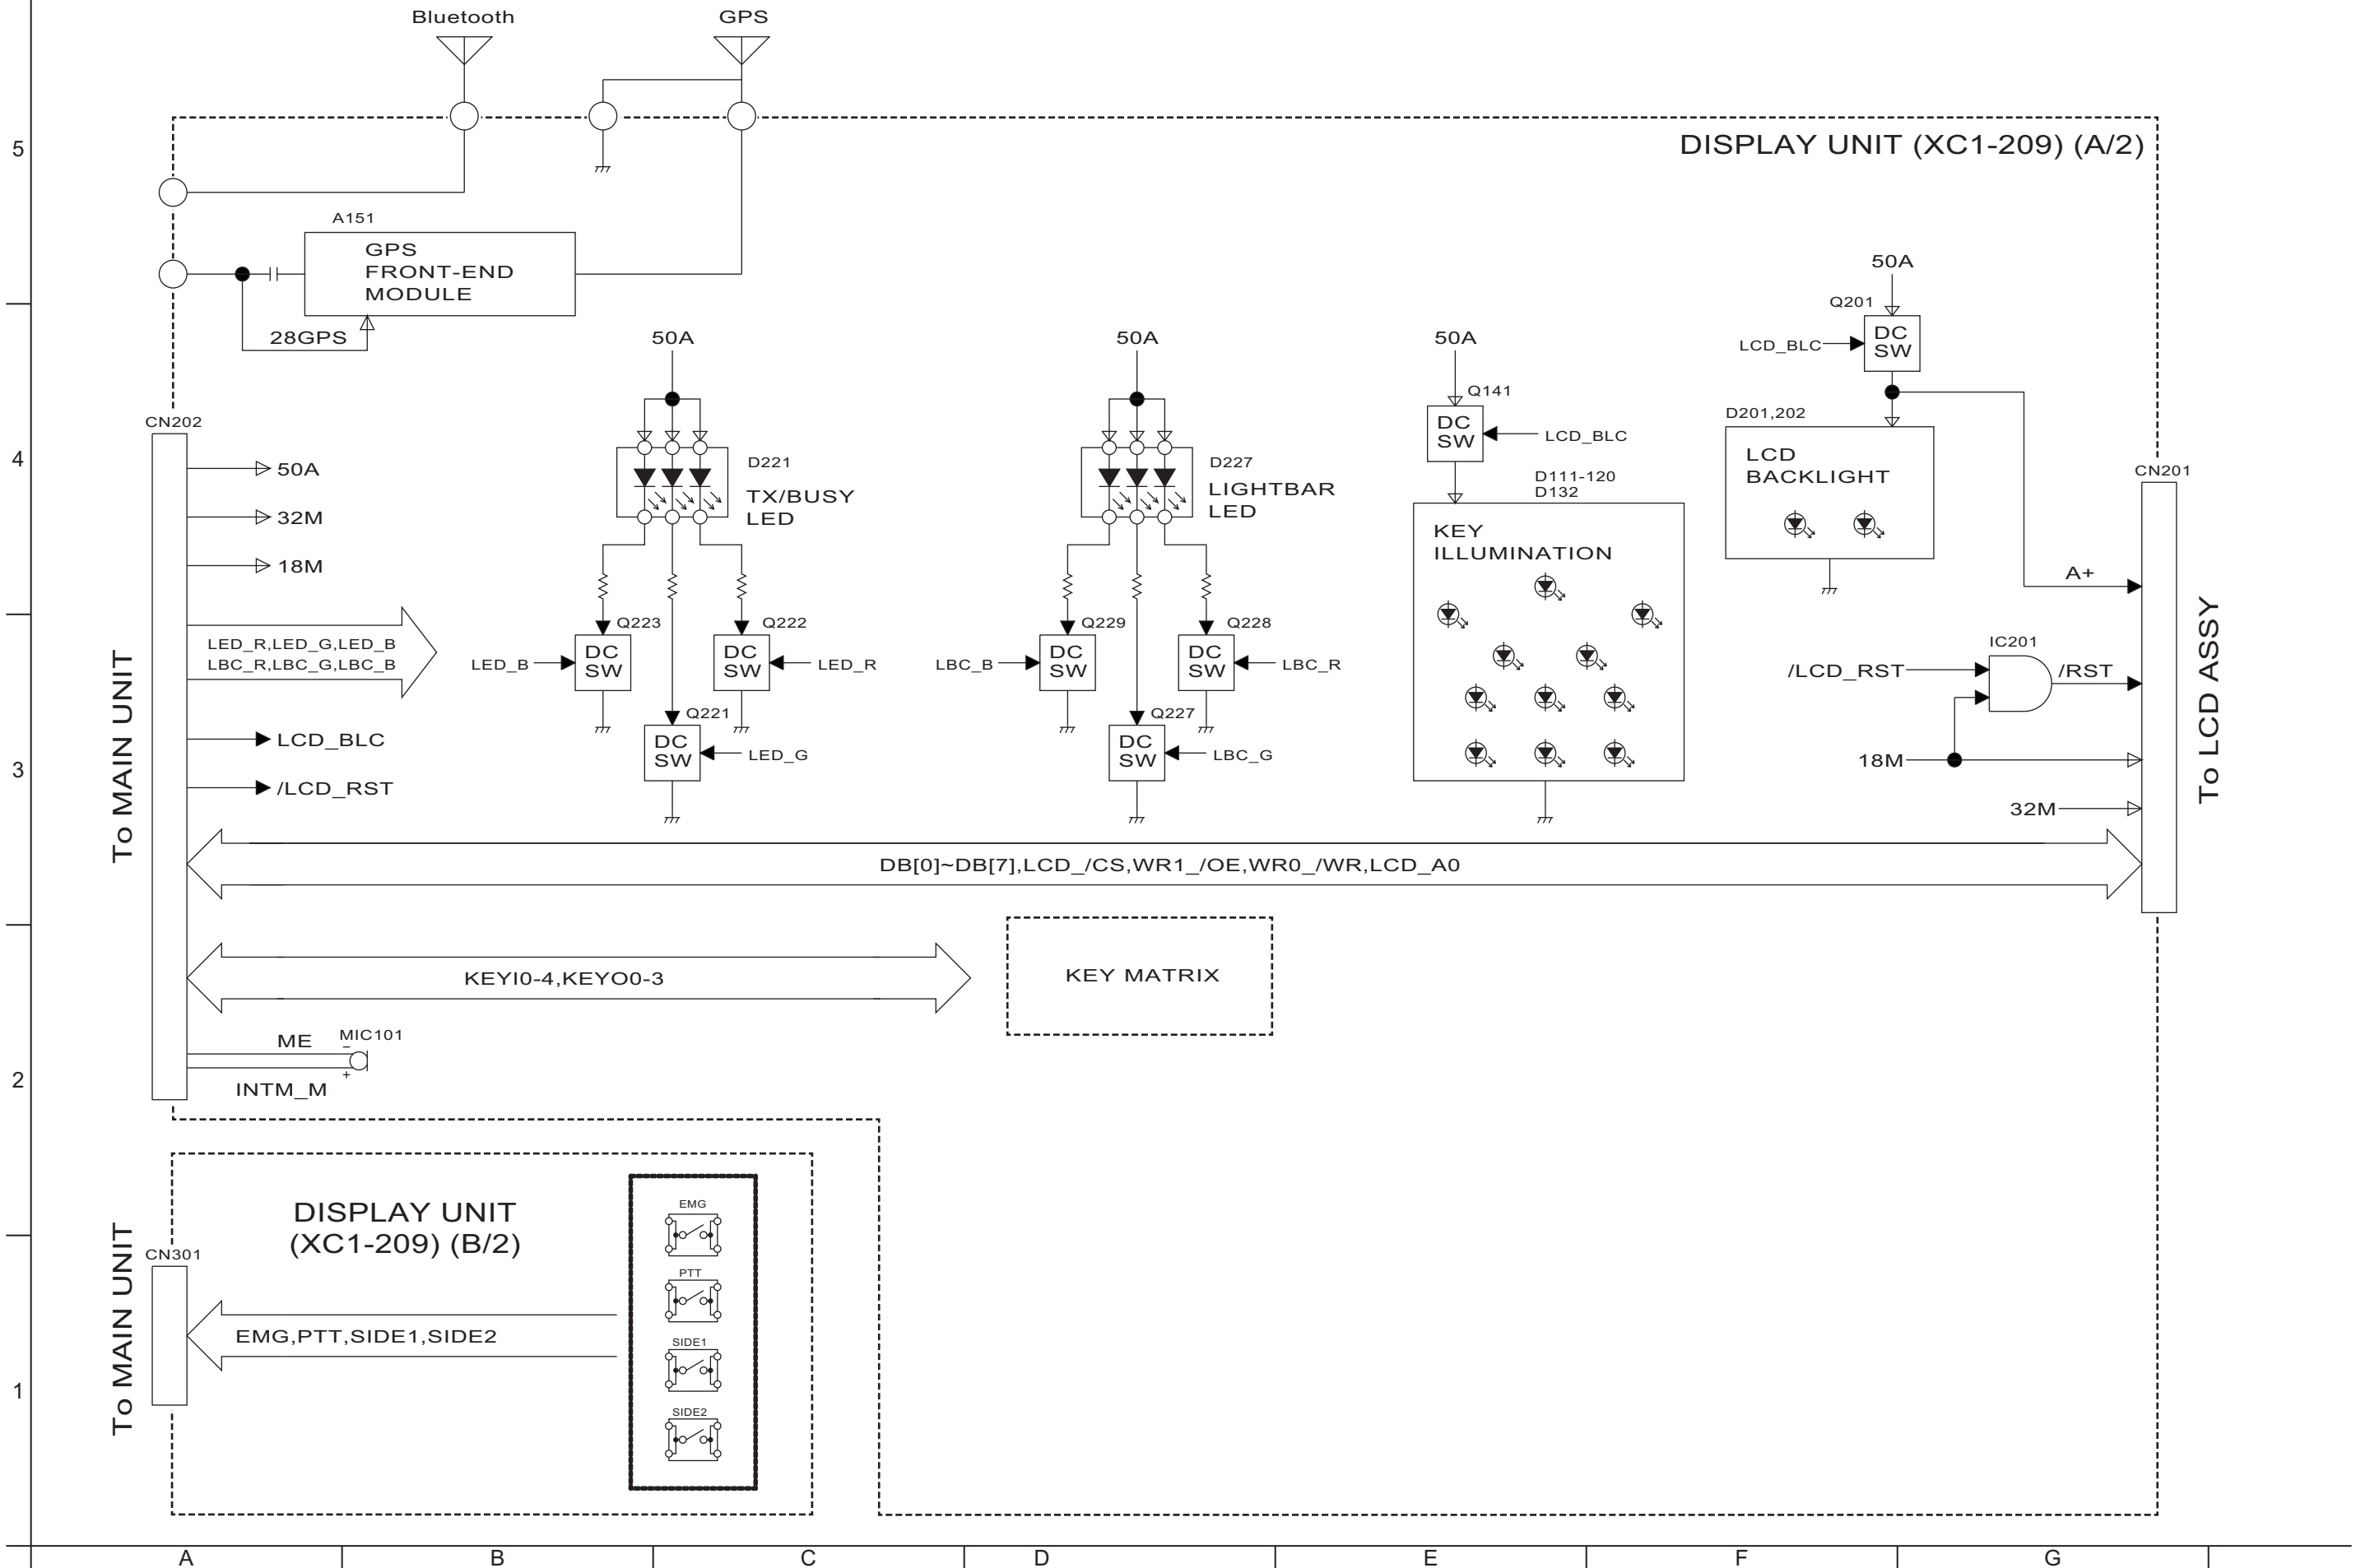 Bluetooth
GPS
5
DISPLAY UNIT (XC1-209) (A/2)
A151
GPS
FRONT-END
MODULE
28GPS
50A
50A
50A
50A
Q201
LCD_BLC
DC
SW
Q141
DC
SW
LCD_BLC
D201,202
LCD
BACKLIGHT
CN202
4
50A
32M
18M
D221
TX/BUSY
LED
D227
LIGHTBAR
LED
D111-120
D132
KEY
ILLUMINATION
CN201
A+
LED_R,LED_G,LED_B
LBC_R,LBC_G,LBC_B
LED_B
Q223
DC
SW
Q222
DC
SW
LED_R
LBC_B
Q229
DC
SW
Q228
DC
SW
LBC_R
IC201
/LCD_RST
/RST
To MAIN UNIT
To LCD ASSY
LCD_BLC
Q221
DC
SW
LED_G
Q227
DC
SW
LBC_G
3
18M
/LCD_RST
32M
DB[0]~DB[7],LCD_/CS,WR1_/OE,WR0_/WR,LCD_A0
KEYI0-4,KEYO0-3
KEY MATRIX
ME
MIC101
-
+
2
INTM_M
DISPLAY UNIT
(XC1-209) (B/2)
EMG
CN301
PTT
To MAIN UNIT
EMG,PTT,SIDE1,SIDE2
SIDE1
1
SIDE2
A
B
C
D
E
F
G